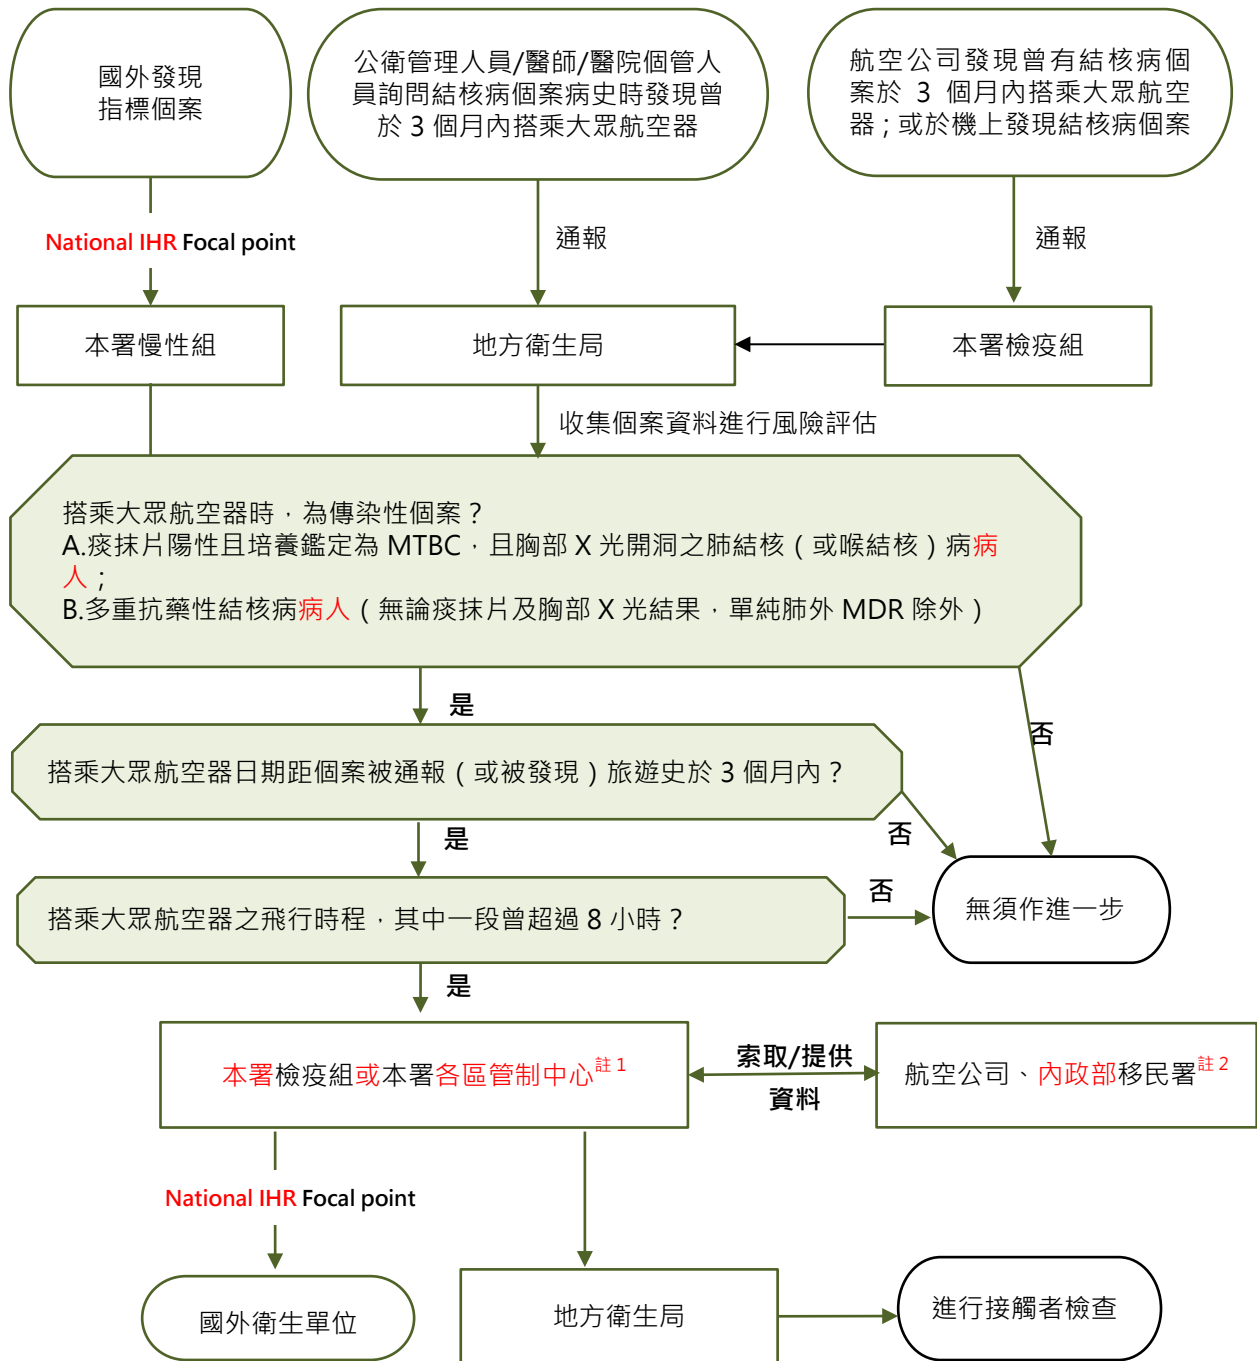 國外發現
指標個案
公衛管理人員/醫師/醫院個管人
員詢問結核病個案病史時發現曾
於 3 個月內搭乘大眾航空器
航空公司發現曾有結核病個
案於 3 個月內搭乘大眾航空
器；或於機上發現結核病個案
National IHR Focal point
通報
通報
本署慢性組
地方衛生局
本署檢疫組
收集個案資料進行風險評估
搭乘大眾航空器時，為傳染性個案？
A.痰抹片陽性且培養鑑定為 MTBC，且胸部 X 光開洞之肺結核（或喉結核）病病
人；
B.多重抗藥性結核病病人（無論痰抹片及胸部 X 光結果，單純肺外 MDR 除外）
是
否
搭乘大眾航空器日期距個案被通報（或被發現）旅遊史於 3 個月內？
是
否
搭乘大眾航空器之飛行時程，其中一段曾超過 8 小時？
否
無須作進一步
是
本署檢疫組或本署各區管制中心註 1
索取/提供
資料
航空公司、內政部移民署註 2
National IHR Focal point
國外衛生單位
地方衛生局
進行接觸者檢查